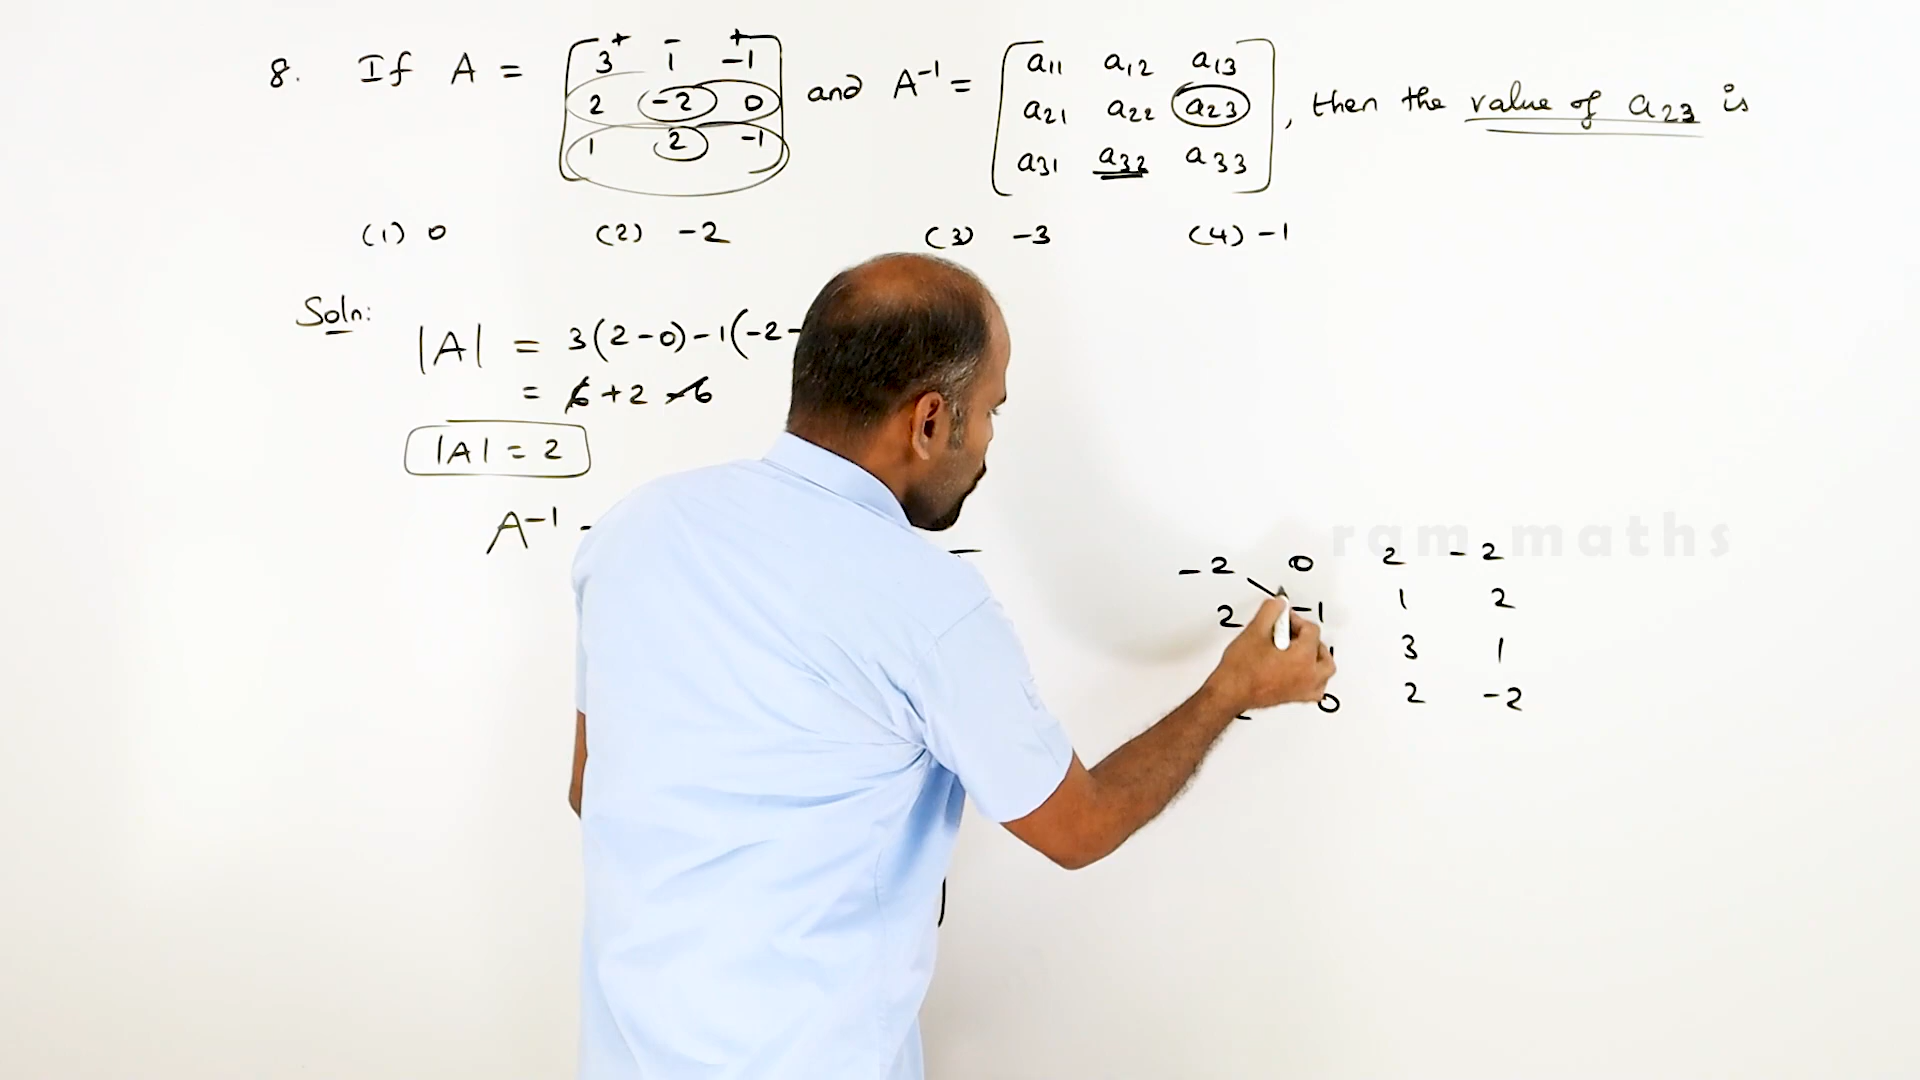 8. If A = [3 1 -1 and A⁻¹ = [a11 a12 a13 , then the value of a23 is
2 -2 0 a21 a22 a23
1 2 -1] a31 a32 a33]
+ - +
(1) 0 (2) -2 (3) -3 (4) -1
Soln:
|A| = 3(2-0)-1(-2-
= 6+2-6
|A| = 2
A⁻¹
ram maths
-2 0 2 -2
2 -1 1 2
3 1
0 2 -2